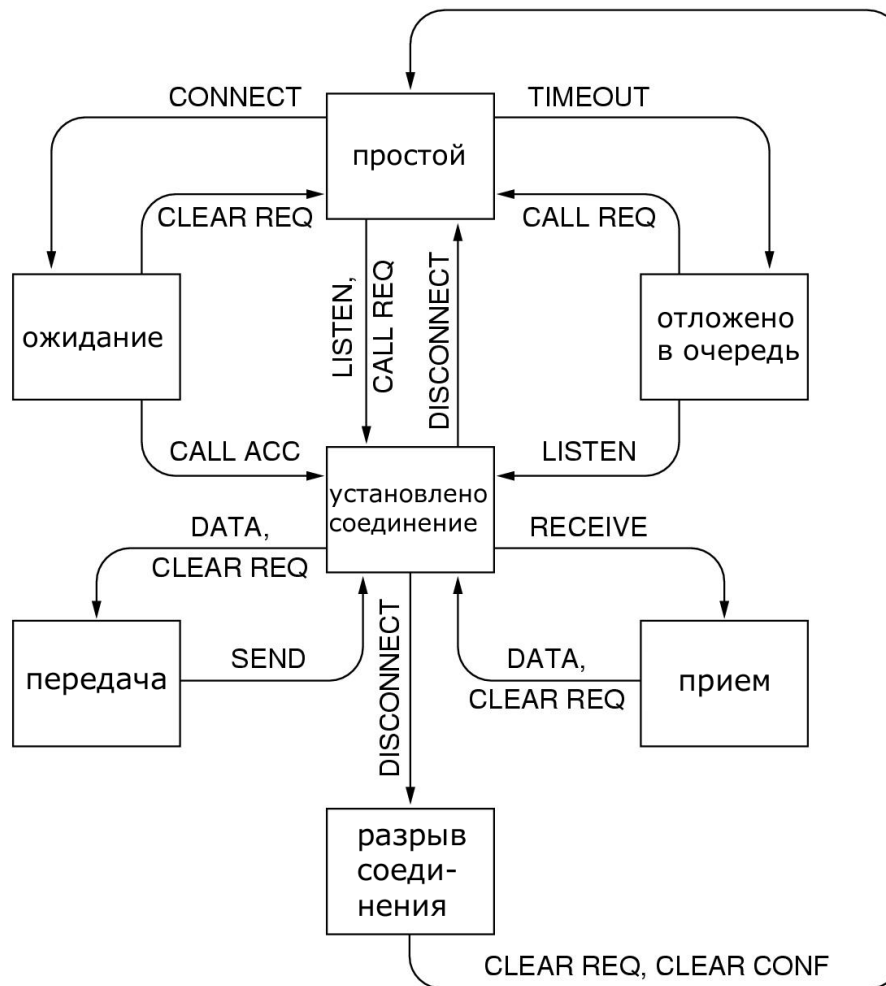 CONNECT
TIMEOUT
простой
CLEAR REQ
CALL REQ
LISTEN,
CALL REQ
DISCONNECT
ожидание
отложено
в очередь
CALL ACC
LISTEN
установлено
соединение
DATA,
CLEAR REQ
RECEIVE
передача
SEND
DISCONNECT
DATA,
CLEAR REQ
прием
разрыв
соеди-
нения
CLEAR REQ, CLEAR CONF